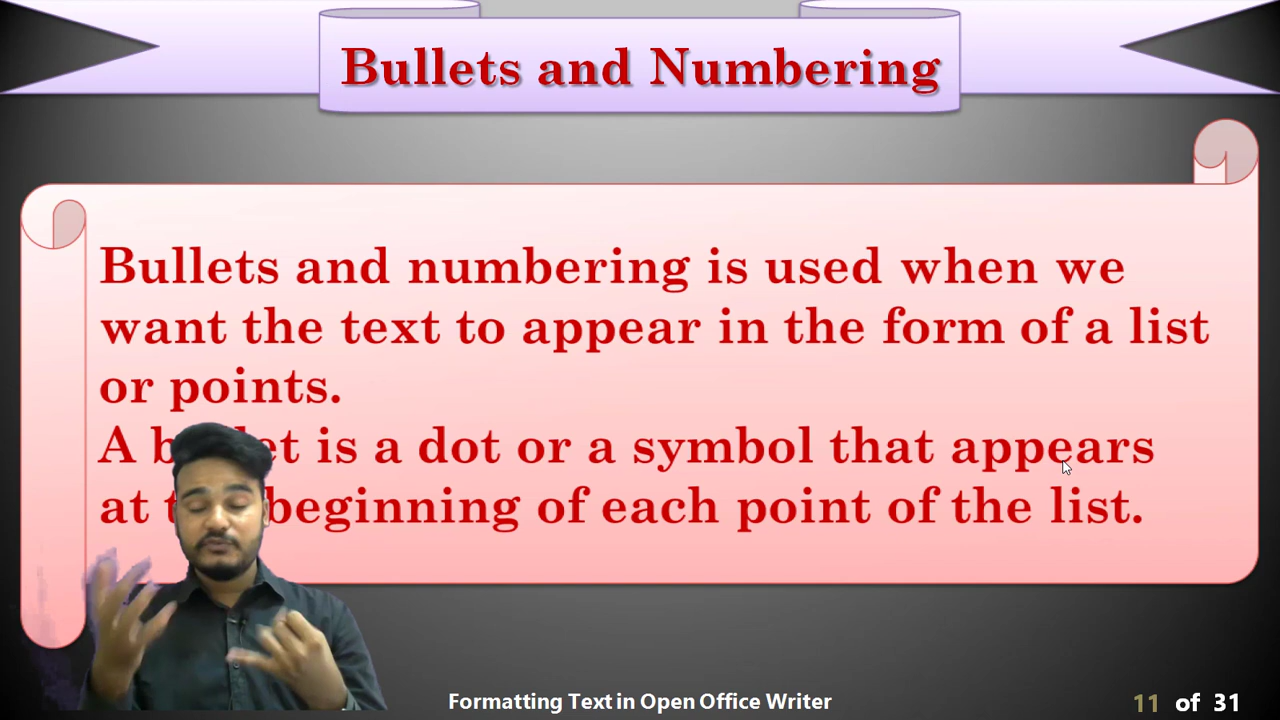 Bullets and Numbering
Bullets and numbering is used when we
want the text to appear in the form of a list
or points.
A bullet is a dot or a symbol that appears
at the beginning of each point of the list.
Formatting Text in Open Office Writer
11 of 31